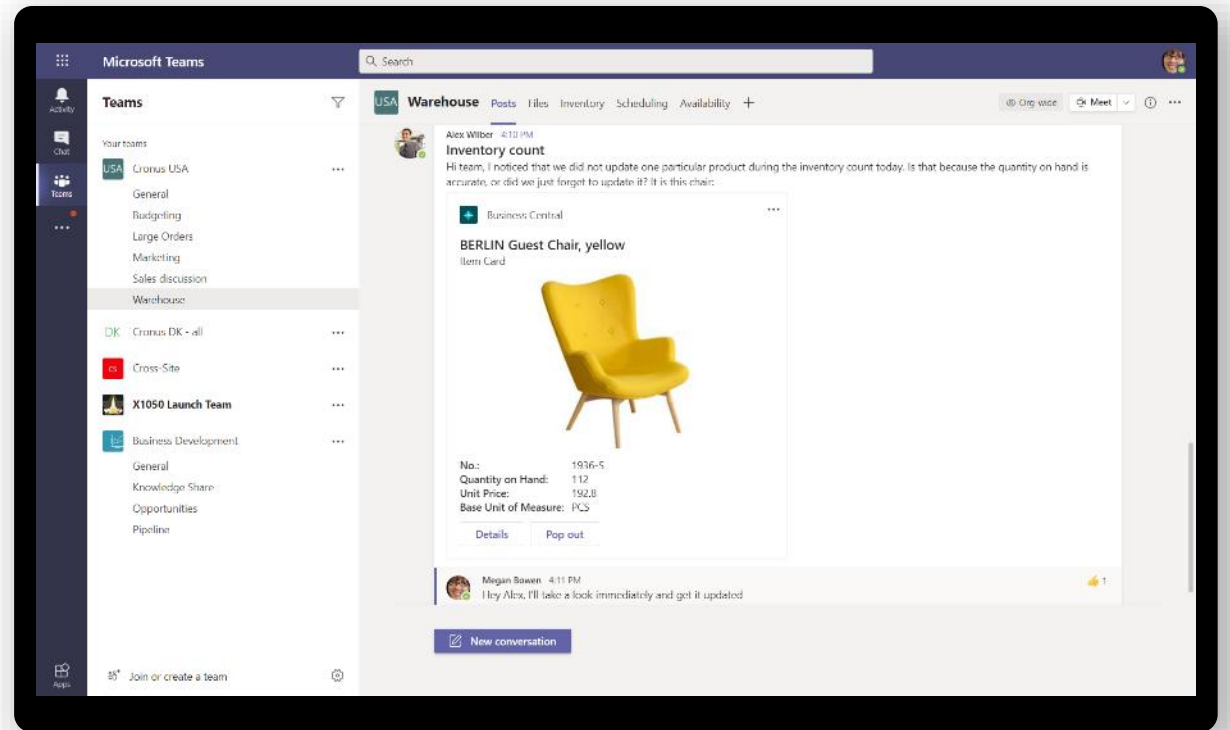 Microsoft Teams
Search
Activity
Chat
Teams
Apps
Teams
Your teams
USA Cronus USA
General
Budgeting
Large Orders
Marketing
Sales discussion
Warehouse
DK Cronus DK - all
CS Cross-Site
X1050 Launch Team
Business Development
General
Knowledge Share
Opportunities
Pipeline
Join or create a team
USA Warehouse Posts Files Inventory Scheduling Availability +
Org wide Meet
Alex Wilber 4:10 PM
Inventory count
Hi team, I noticed that we did not update one particular product during the inventory count today. Is that because the quantity on hand is
accurate, or did we just forget to update it? It is this chair:
Business Central
BERLIN Guest Chair, yellow
Item Card
No.: 1936-S
Quantity on Hand: 112
Unit Price: 192.8
Base Unit of Measure: PCS
Details Pop out
Megan Bowen 4:11 PM
Hey Alex, I'll take a look immediately and get it updated
1
New conversation